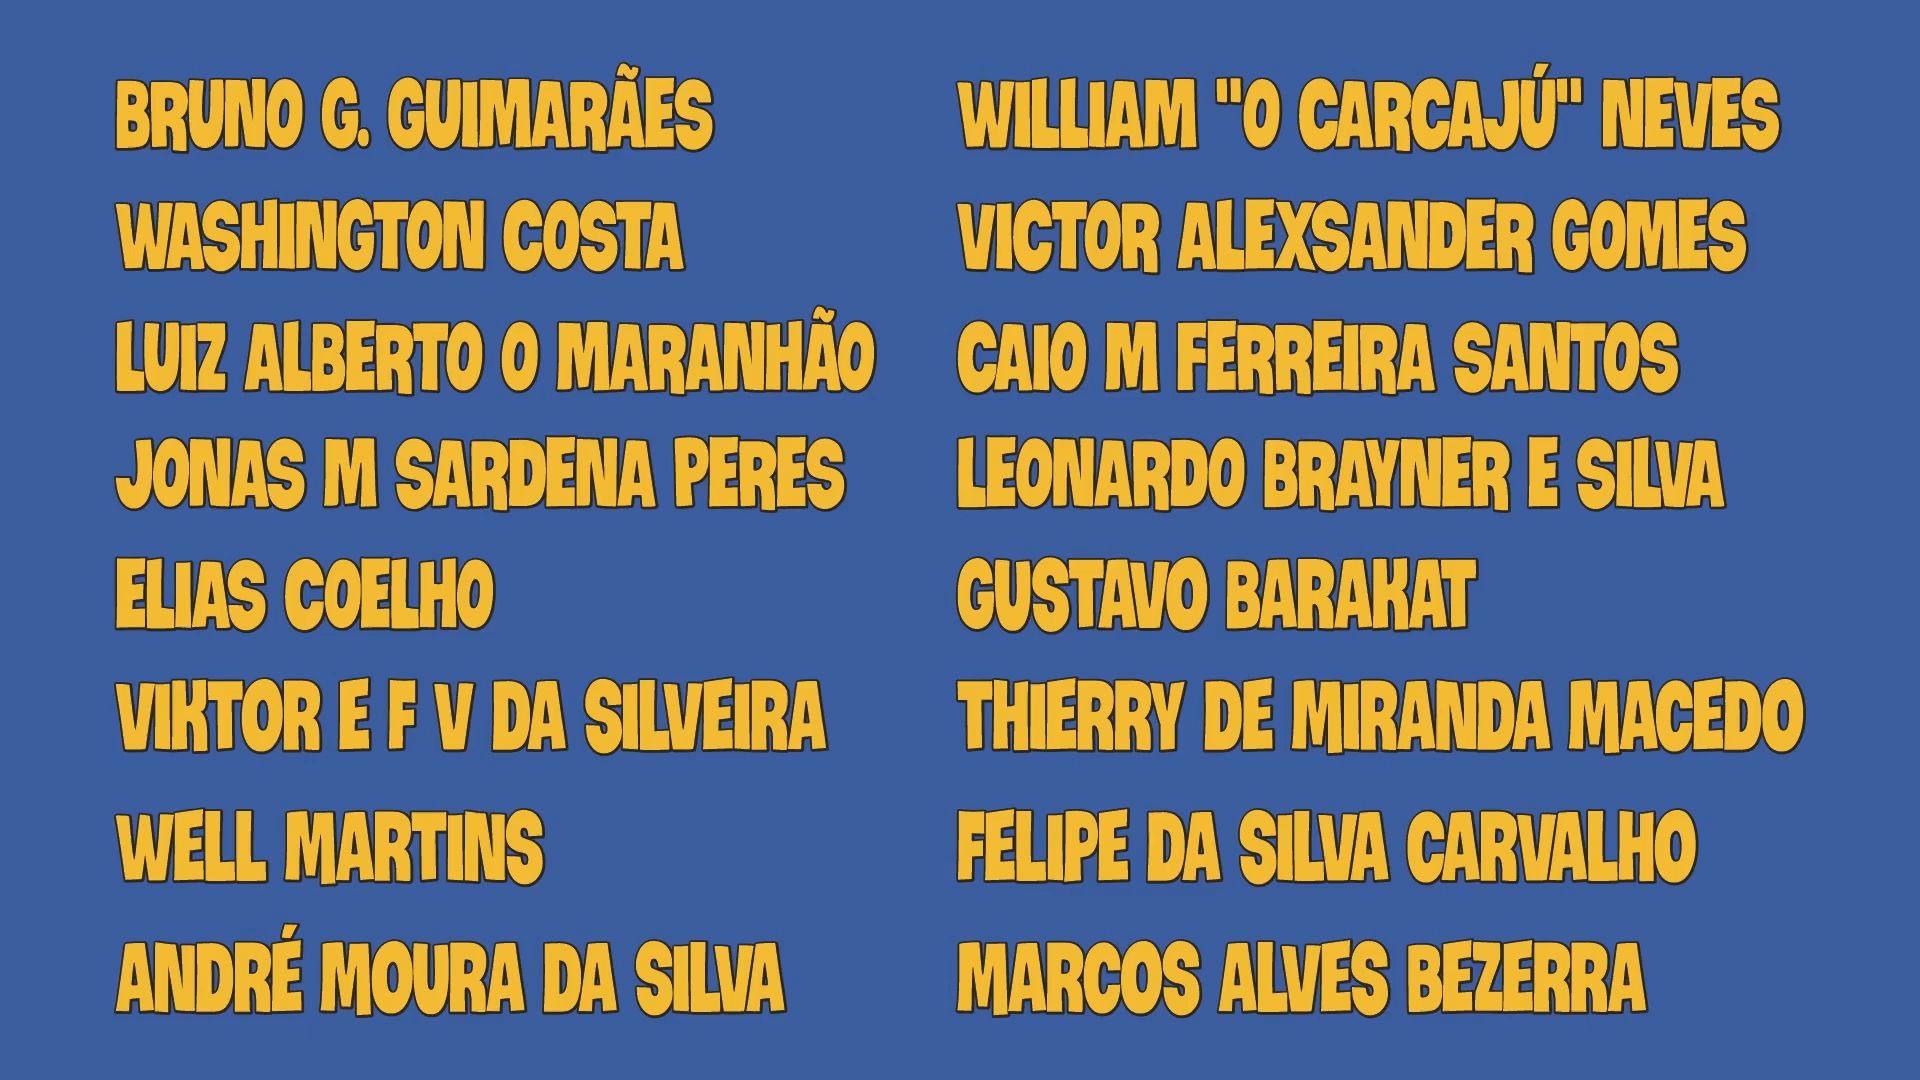 BRUNO G. GUIMARÃES
WASHINGTON COSTA
LUIZ ALBERTO O MARANHÃO
JONAS M SARDENA PERES
ELIAS COELHO
VIKTOR E F V DA SILVEIRA
WELL MARTINS
ANDRÉ MOURA DA SILVA
WILLIAM "O CARCAJÚ" NEVES
VICTOR ALEXSANDER GOMES
CAIO M FERREIRA SANTOS
LEONARDO BRAYNER E SILVA
GUSTAVO BARAKAT
THIERRY DE MIRANDA MACEDO
FELIPE DA SILVA CARVALHO
MARCOS ALVES BEZERRA